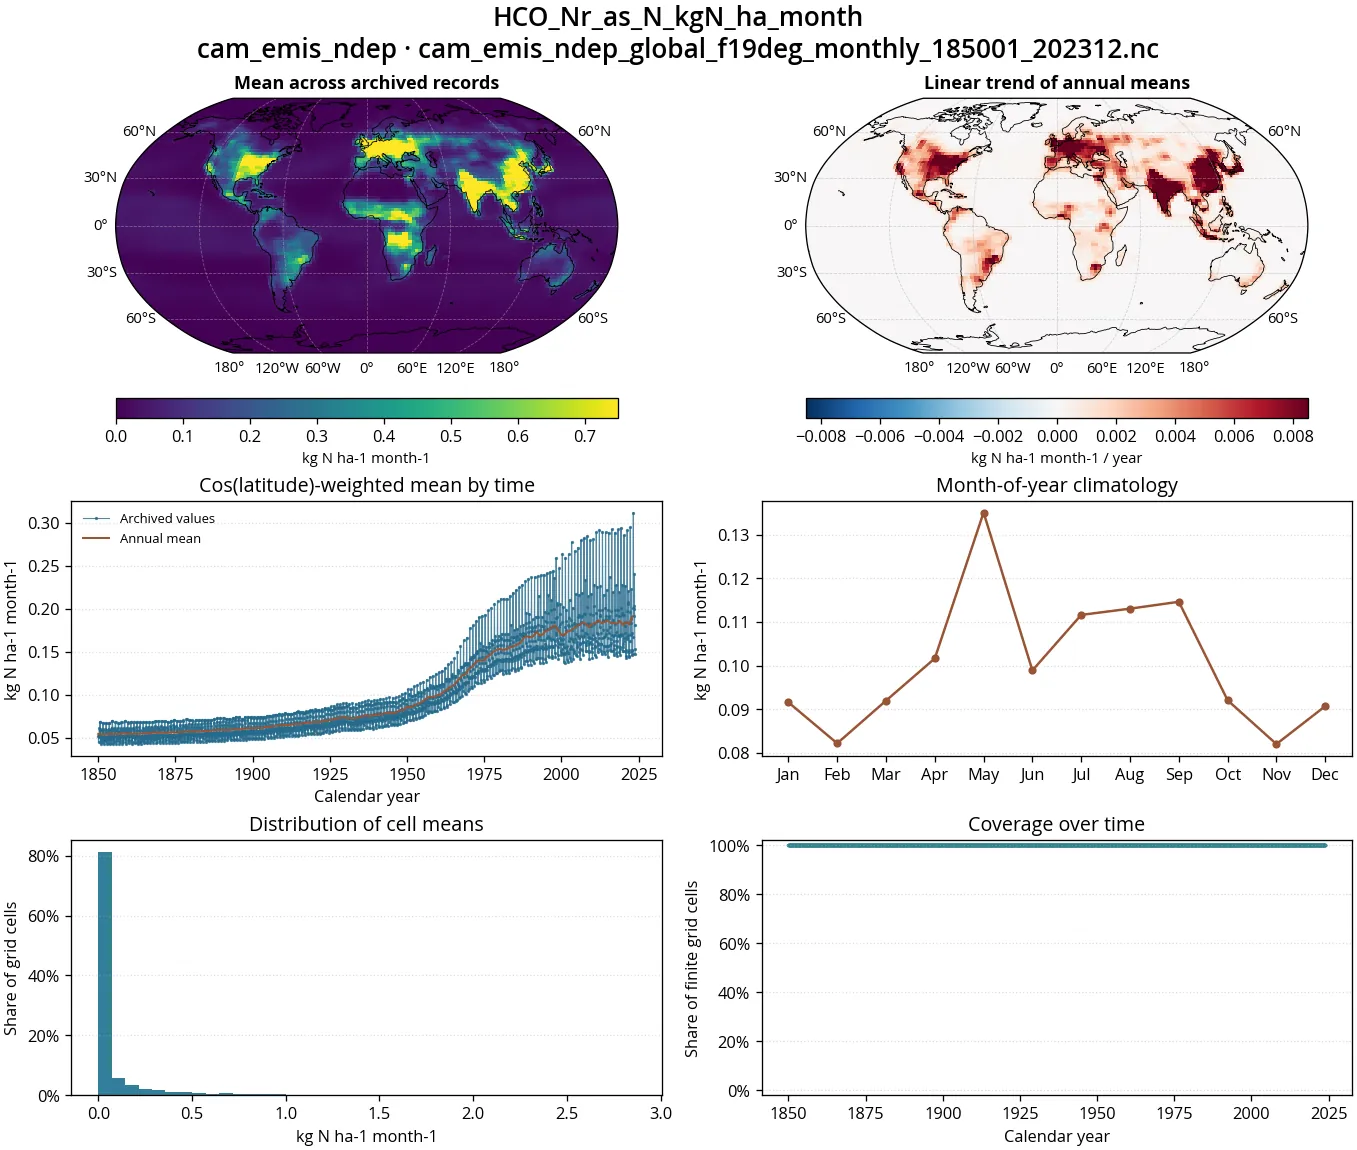 HCO_Nr_as_N_kgN_ha_month
cam_emis_ndep · cam_emis_ndep_global_f19deg_monthly_185001_202312.nc
Mean across archived records
60°N 60°N
30°N
0°
30°S
60°S 60°S
180° 120°W 60°W 0° 60°E 120°E 180°
0.0 0.1 0.2 0.3 0.4 0.5 0.6 0.7
kg N ha-1 month-1
Linear trend of annual means
60°N 60°N
30°N
0°
30°S
60°S 60°S
180° 120°W 60°W 0° 60°E 120°E 180°
−0.008 −0.006 −0.004 −0.002 0.000 0.002 0.004 0.006 0.008
kg N ha-1 month-1 / year
Cos(latitude)-weighted mean by time
kg N ha-1 month-1
0.30
0.25
0.20
0.15
0.10
0.05
Archived values
Annual mean
1850 1875 1900 1925 1950 1975 2000 2025
Calendar year
Month-of-year climatology
kg N ha-1 month-1
0.13
0.12
0.11
0.10
0.09
0.08
Jan Feb Mar Apr May Jun Jul Aug Sep Oct Nov Dec
Distribution of cell means
Share of grid cells
80%
60%
40%
20%
0%
0.0 0.5 1.0 1.5 2.0 2.5 3.0
kg N ha-1 month-1
Coverage over time
Share of finite grid cells
100%
80%
60%
40%
20%
0%
1850 1875 1900 1925 1950 1975 2000 2025
Calendar year